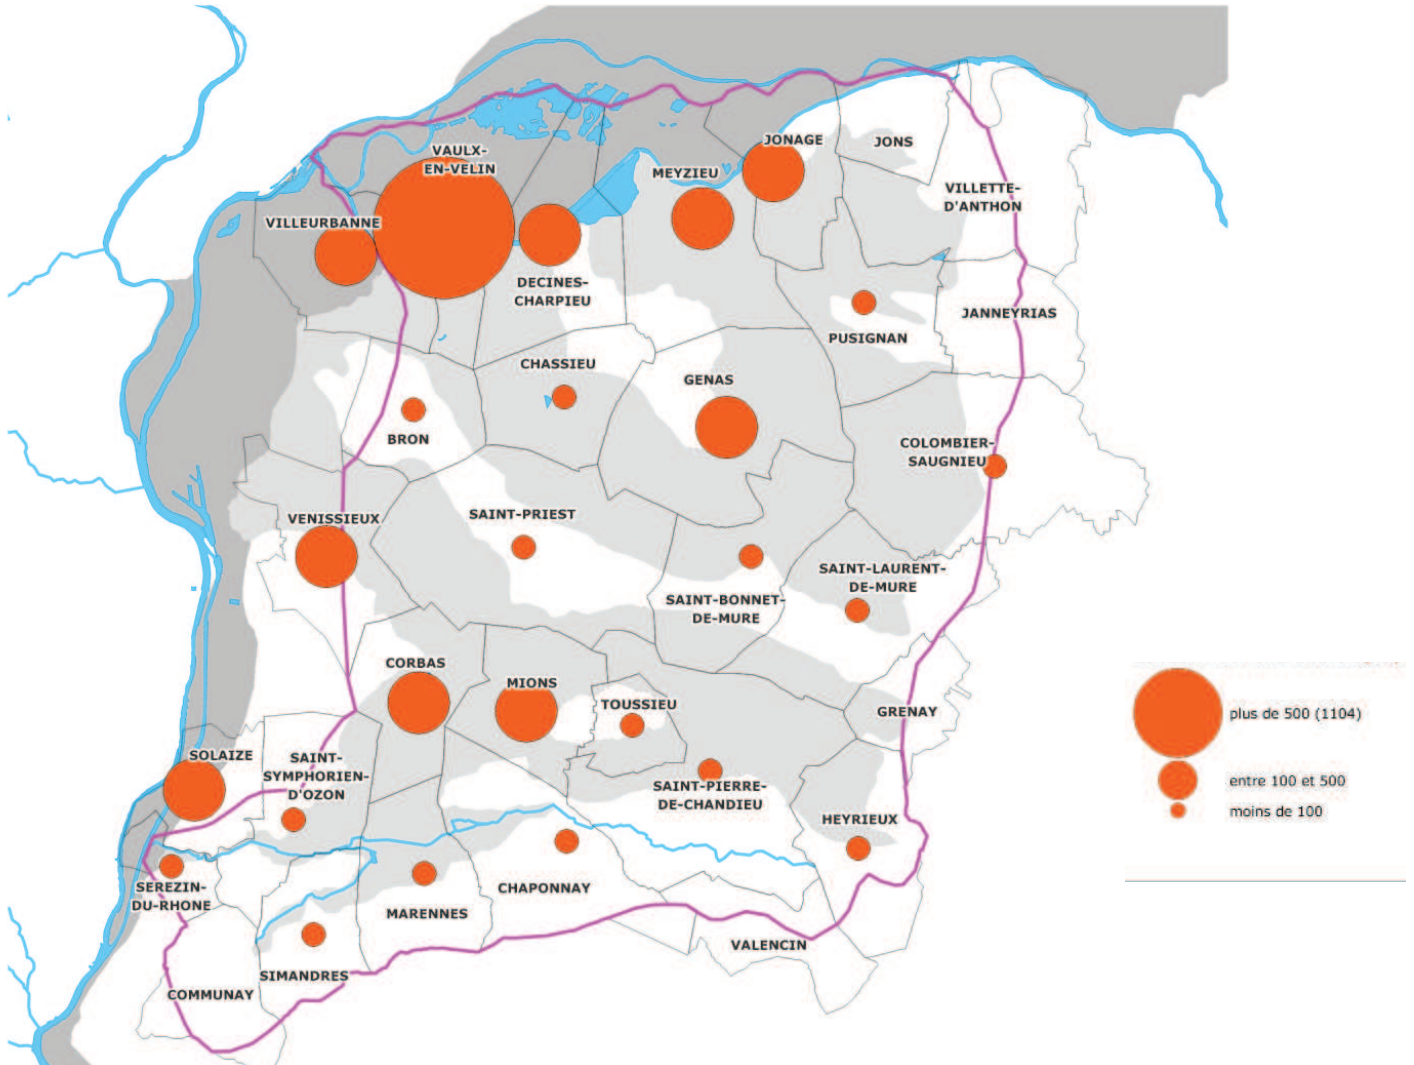 VAULX-
EN-VELIN
JONAGE
JONS
MEYZIEU
VILLETTE-
D'ANTHON
VILLEURBANNE
DECINES-
CHARPIEU
JANNEYRIAS
PUSIGNAN
CHASSIEU
GENAS
BRON
COLOMBIER-
SAUGNIEU
VENISSIEUX
SAINT-PRIEST
SAINT-LAURENT-
DE-MURE
SAINT-BONNET-
DE-MURE
CORBAS
MIONS
TOUSSIEU
GRENAY
SOLAIZE
SAINT-
SYMPHORIEN-
D'OZON
SAINT-PIERRE-
DE-CHANDIEU
HEYRIEUX
SEREZIN-
DU-RHONE
CHAPONNAY
MARENNES
VALENCIN
SIMANDRES
COMMUNAY
plus de 500 (1104)
entre 100 et 500
moins de 100